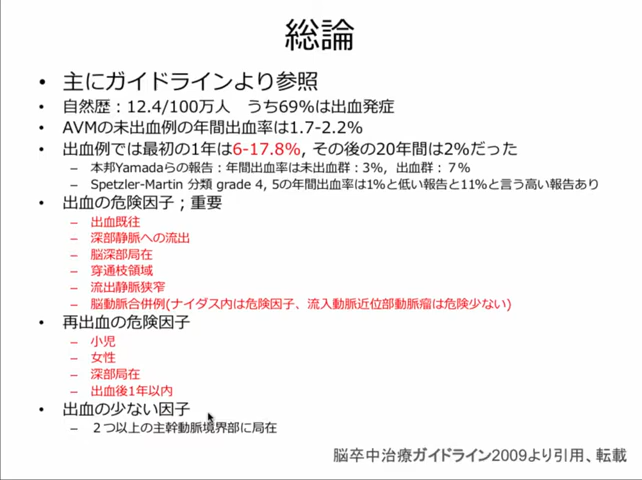 総論
• 主にガイドラインより参照
• 自然歴：12.4/100万人　うち69%は出血発症
• AVMの未出血例の年間出血率は1.7-2.2%
• 出血例では最初の1年は6-17.8%, その後の20年間は2%だった
– 本邦Yamadaらの報告：年間出血率は未出血群：3%，出血群：７%
– Spetzler-Martin 分類 grade 4, 5の年間出血率は1%と低い報告と11%と言う高い報告あり
• 出血の危険因子；重要
– 出血既往
– 深部静脈への流出
– 脳深部局在
– 穿通枝領域
– 流出静脈狭窄
– 脳動脈合併例(ナイダス内は危険因子、流入動脈近位部動脈瘤は危険少ない)
• 再出血の危険因子
– 小児
– 女性
– 深部局在
– 出血後1年以内
• 出血の少ない因子
– ２つ以上の主幹動脈境界部に局在
脳卒中治療ガイドライン2009より引用、転載